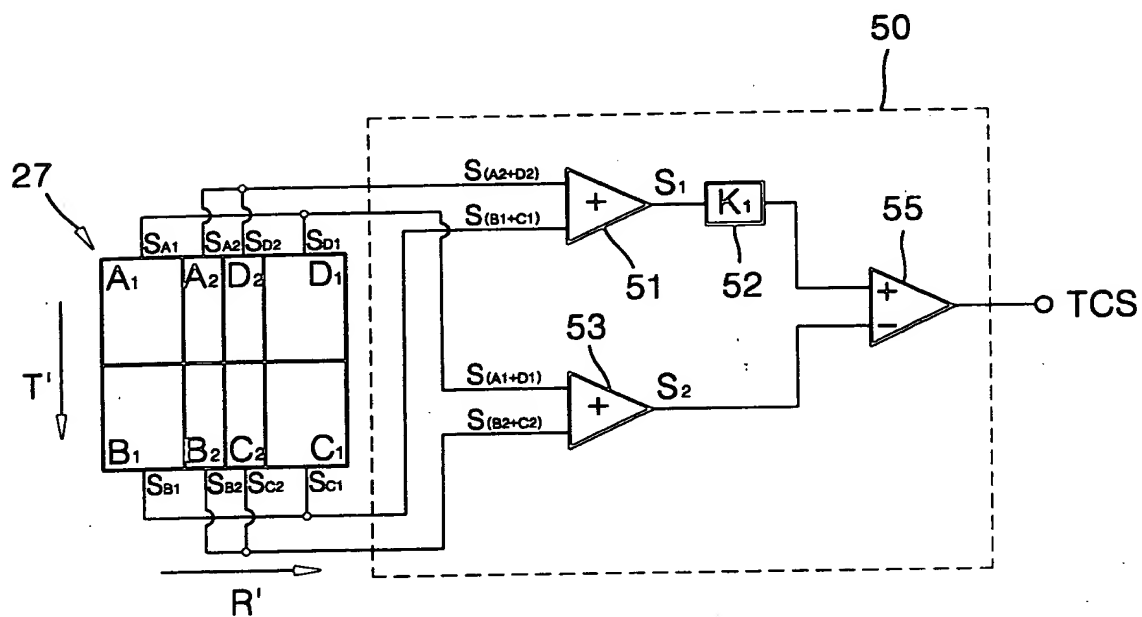 50
27
S(A2+D2)
S1
K1
S(B1+C1)
51
52
55
SA1 SA2 SD2 SD1
A1 A2 D2 D1
+
+
−
TCS
T'
53
S(A1+D1)
S2
+
S(B2+C2)
B1 B2 C2 C1
SB1 SB2 SC2 SC1
R'